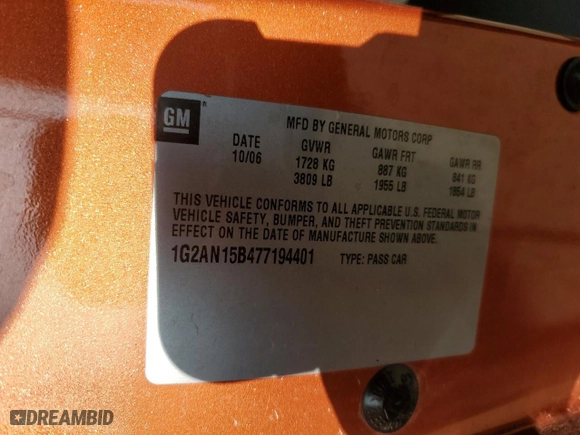 GM
MFD BY GENERAL MOTORS CORP
DATE GVWR GAWR FRT GAWR RR
10/06 1728 KG 887 KG 841 KG
3809 LB 1955 LB 1854 LB
THIS VEHICLE CONFORMS TO ALL APPLICABLE U.S. FEDERAL MOTOR
VEHICLE SAFETY, BUMPER, AND THEFT PREVENTION STANDARDS IN
EFFECT ON THE DATE OF MANUFACTURE SHOWN ABOVE.
1G2AN15B477194401 TYPE: PASS CAR
DREAMBID